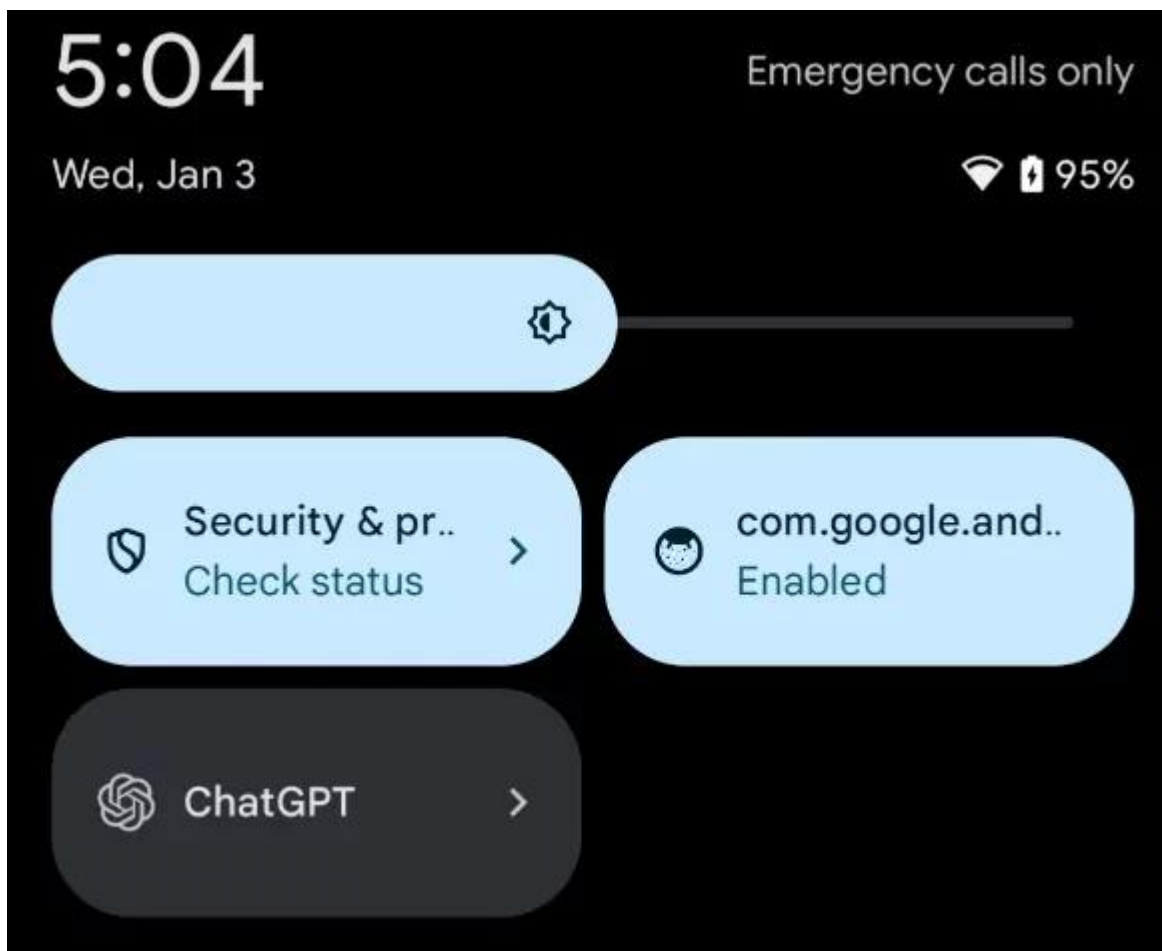 5:04
Emergency calls only
Wed, Jan 3
95%
Security & pr..
Check status
com.google.and..
Enabled
ChatGPT